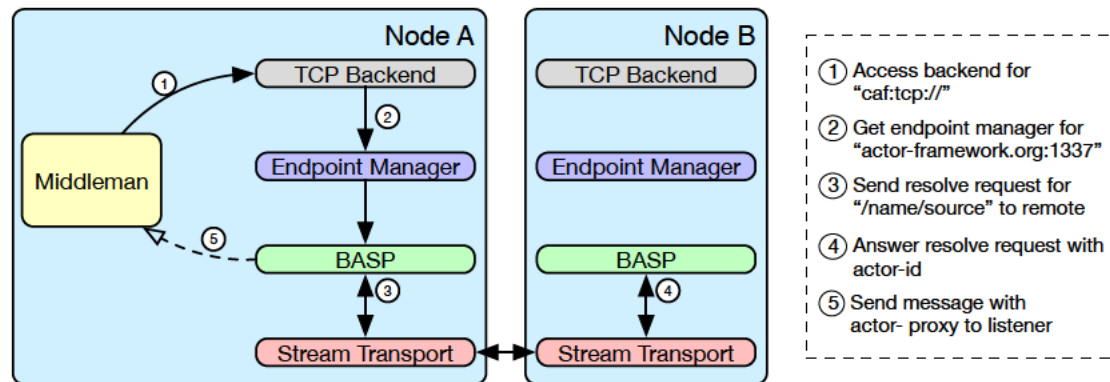 Node A
TCP Backend
1
2
Middleman
Endpoint Manager
5
BASP
3
Stream Transport
Node B
TCP Backend
Endpoint Manager
BASP
4
Stream Transport
1 Access backend for
“caf:tcp://”
2 Get endpoint manager for
“actor-framework.org:1337”
3 Send resolve request for
“/name/source” to remote
4 Answer resolve request with
actor-id
5 Send message with
actor- proxy to listener